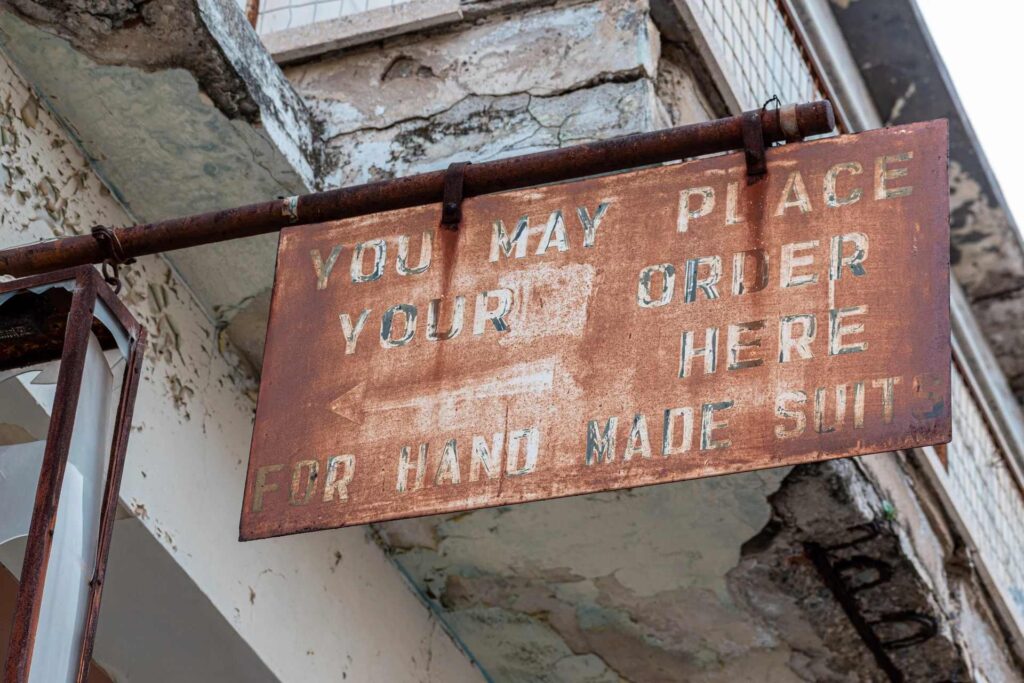 YOU MAY PLACE
YOUR ORDER
HERE
FOR HAND MADE SUITS